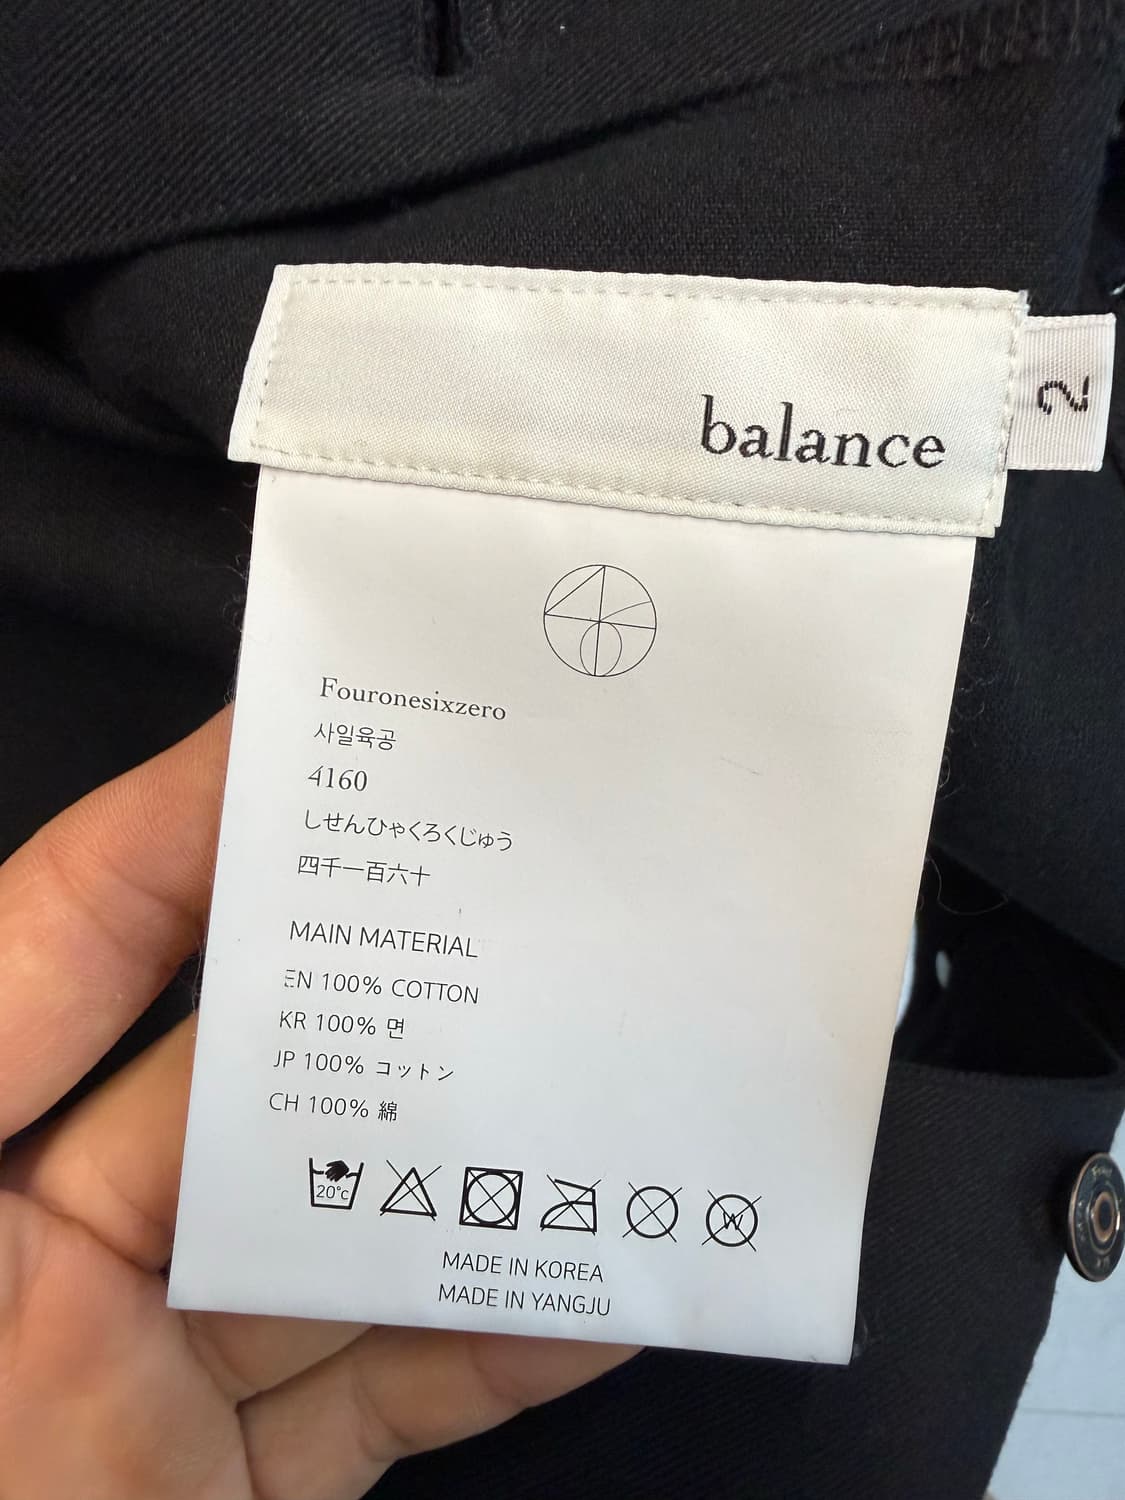 balance
2
Fouronesixzero
사일육공
4160
しせんひゃくろくじゅう
四千一百六十
MAIN MATERIAL
EN 100% COTTON
KR 100% 면
JP 100% コットン
CH 100% 綿
20°c
W
MADE IN KOREA
MADE IN YANGJU